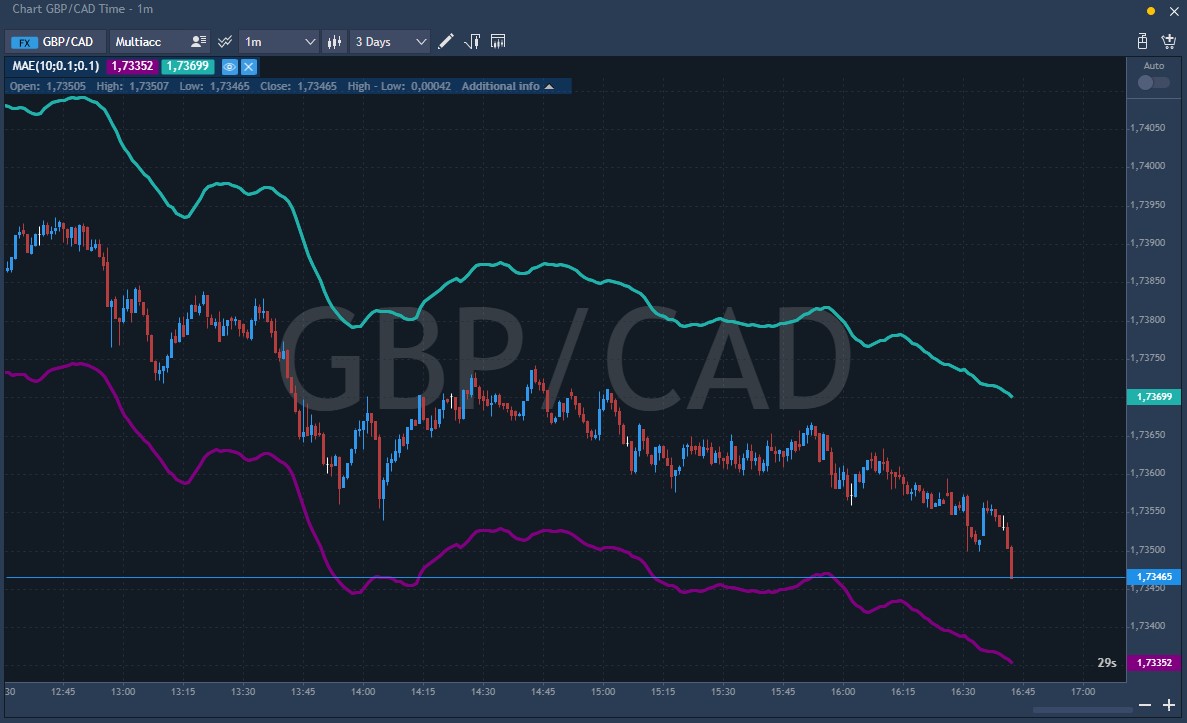 Chart GBP/CAD Time - 1m
FX GBP/CAD Multiacc 1m 3 Days
MAE(10;0.1;0.1) 1,73352 1,73699
Auto
Open: 1,73505 High: 1,73507 Low: 1,73465 Close: 1,73465 High - Low: 0,00042 Additional info
GBP/CAD
1,74050
1,74000
1,73950
1,73900
1,73850
1,73800
1,73750
1,73699
1,73650
1,73600
1,73550
1,73500
1,73465
1,73450
1,73400
29s 1,73352
:30 12:45 13:00 13:15 13:30 13:45 14:00 14:15 14:30 14:45 15:00 15:15 15:30 15:45 16:00 16:15 16:30 16:45 17:00